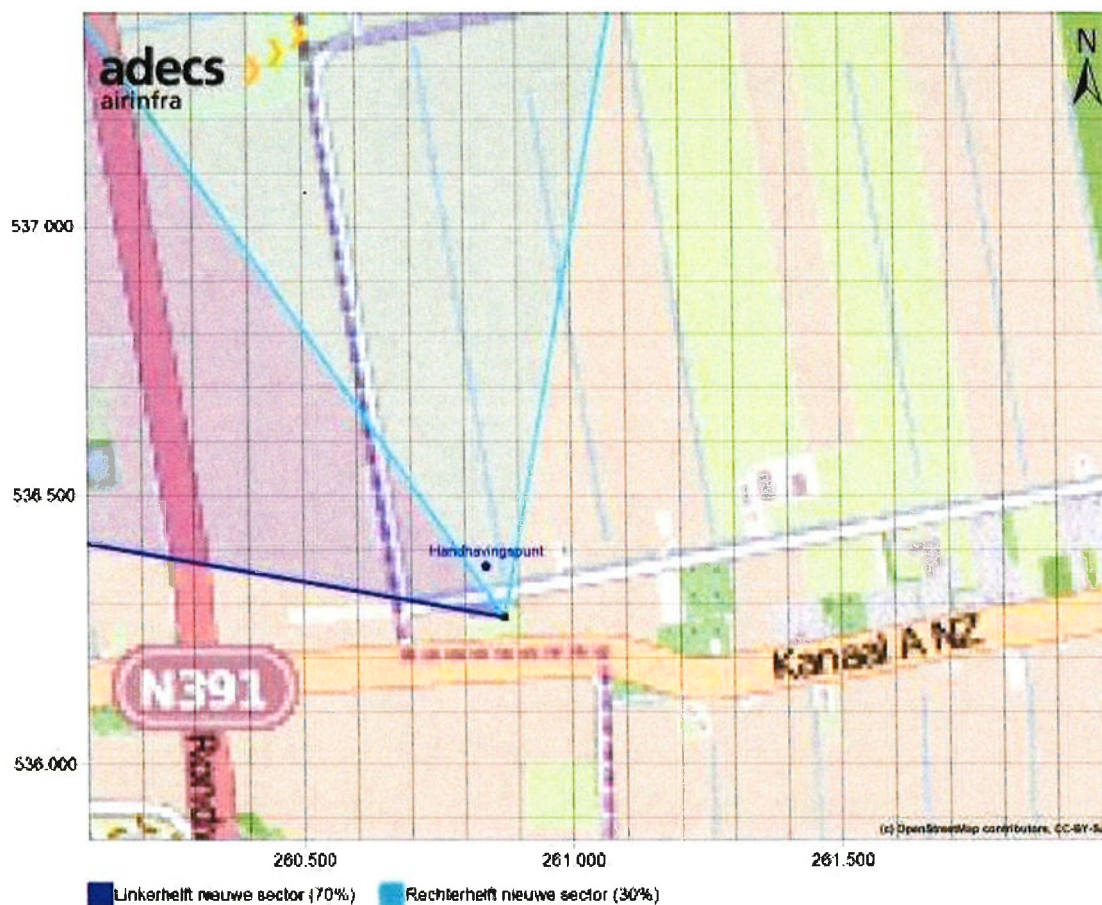 adecs
airinfra
N
537 000
536 500
Handhavingspunt
Kanaal A NZ
N391
536.000
(c) OpenStreetMap contributors, CC-BY-SA
260.500
261 000
261.500
Linkerhelft nieuwe sector (70%)
Rechterhelft nieuwe sector (30%)